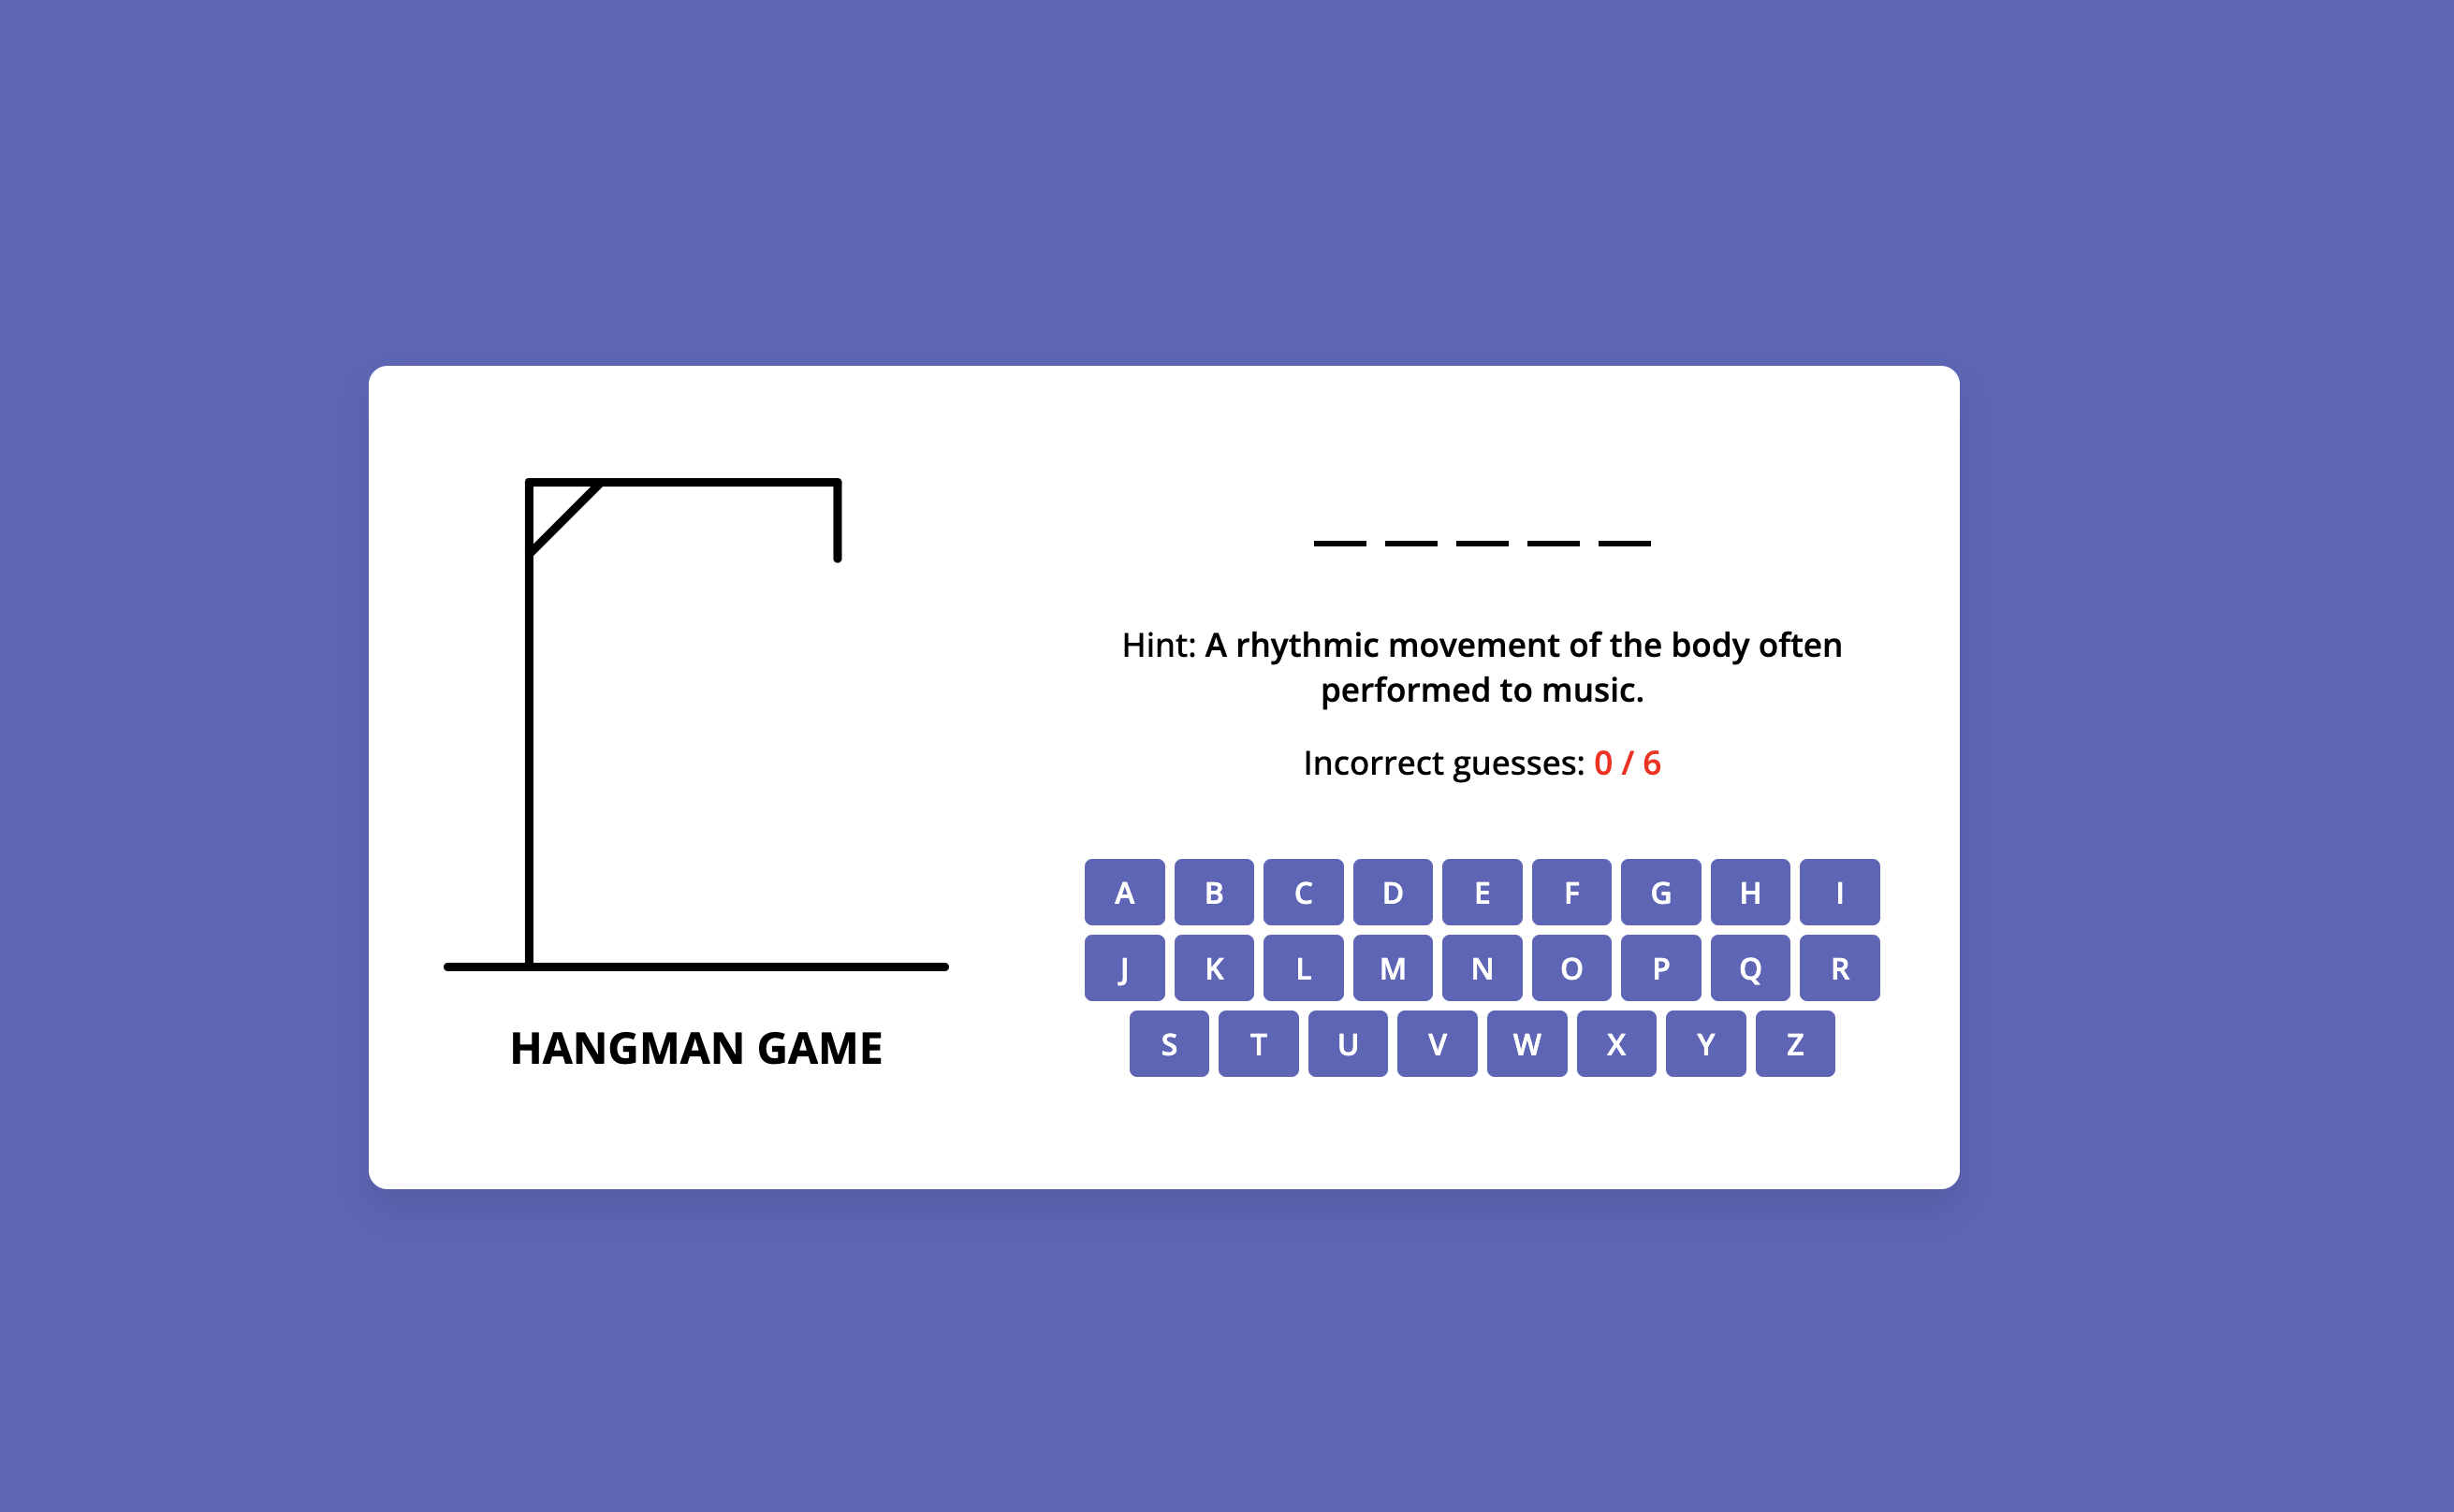 Hint: A rhythmic movement of the body often
performed to music.
Incorrect guesses: 0 / 6
A B C D E F G H I
J K L M N O P Q R
S T U V W X Y Z
HANGMAN GAME